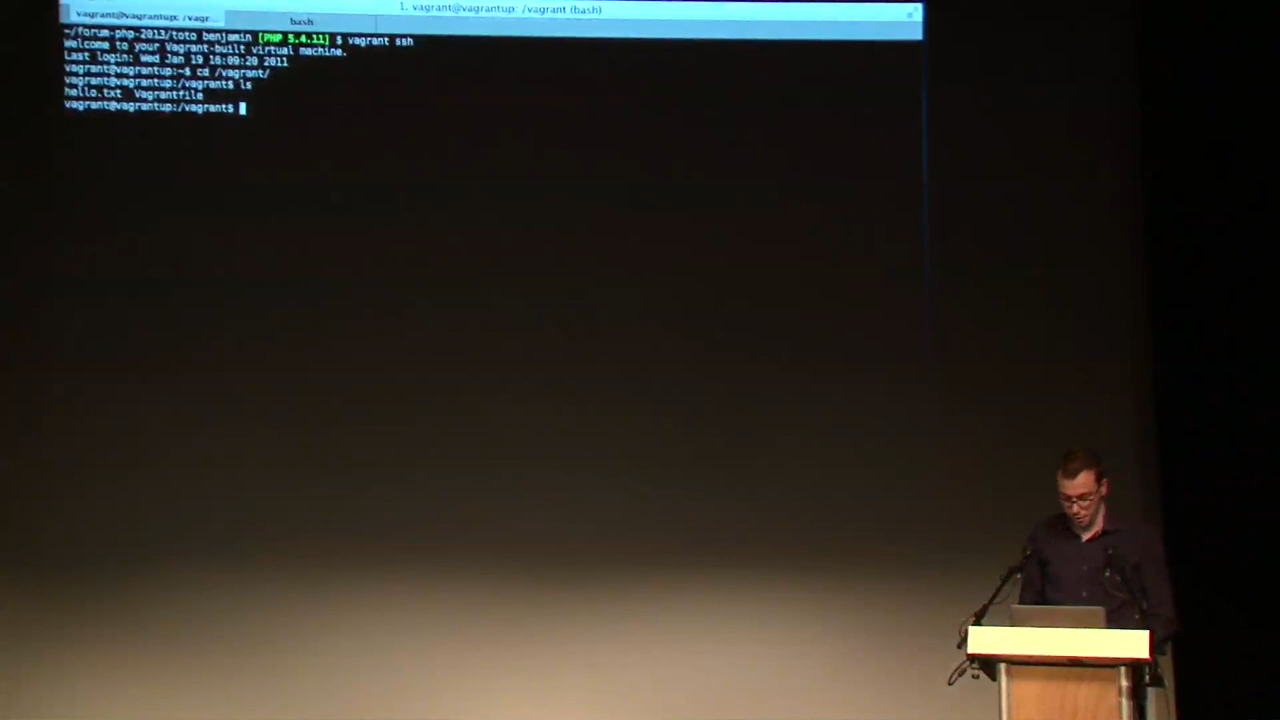 1. vagrant@vagrantup: /vagrant (bash)
vagrant@vagrantup: /vagr...
bash
~/forum-php-2013/toto benjamin [PHP 5.4.11] $ vagrant ssh
Welcome to your Vagrant-built virtual machine.
Last login: Wed Jan 19 16:09:20 2011
vagrant@vagrantup:~$ cd /vagrant/
vagrant@vagrantup:/vagrant$ ls
hello.txt Vagrantfile
vagrant@vagrantup:/vagrant$